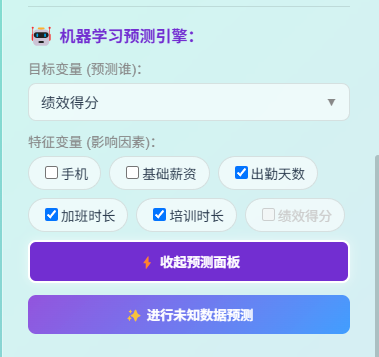 机器学习预测引擎：
目标变量 (预测谁)：
绩效得分
特征变量 (影响因素)：
手机 基础薪资 出勤天数
加班时长 培训时长 绩效得分
收起预测面板
进行未知数据预测